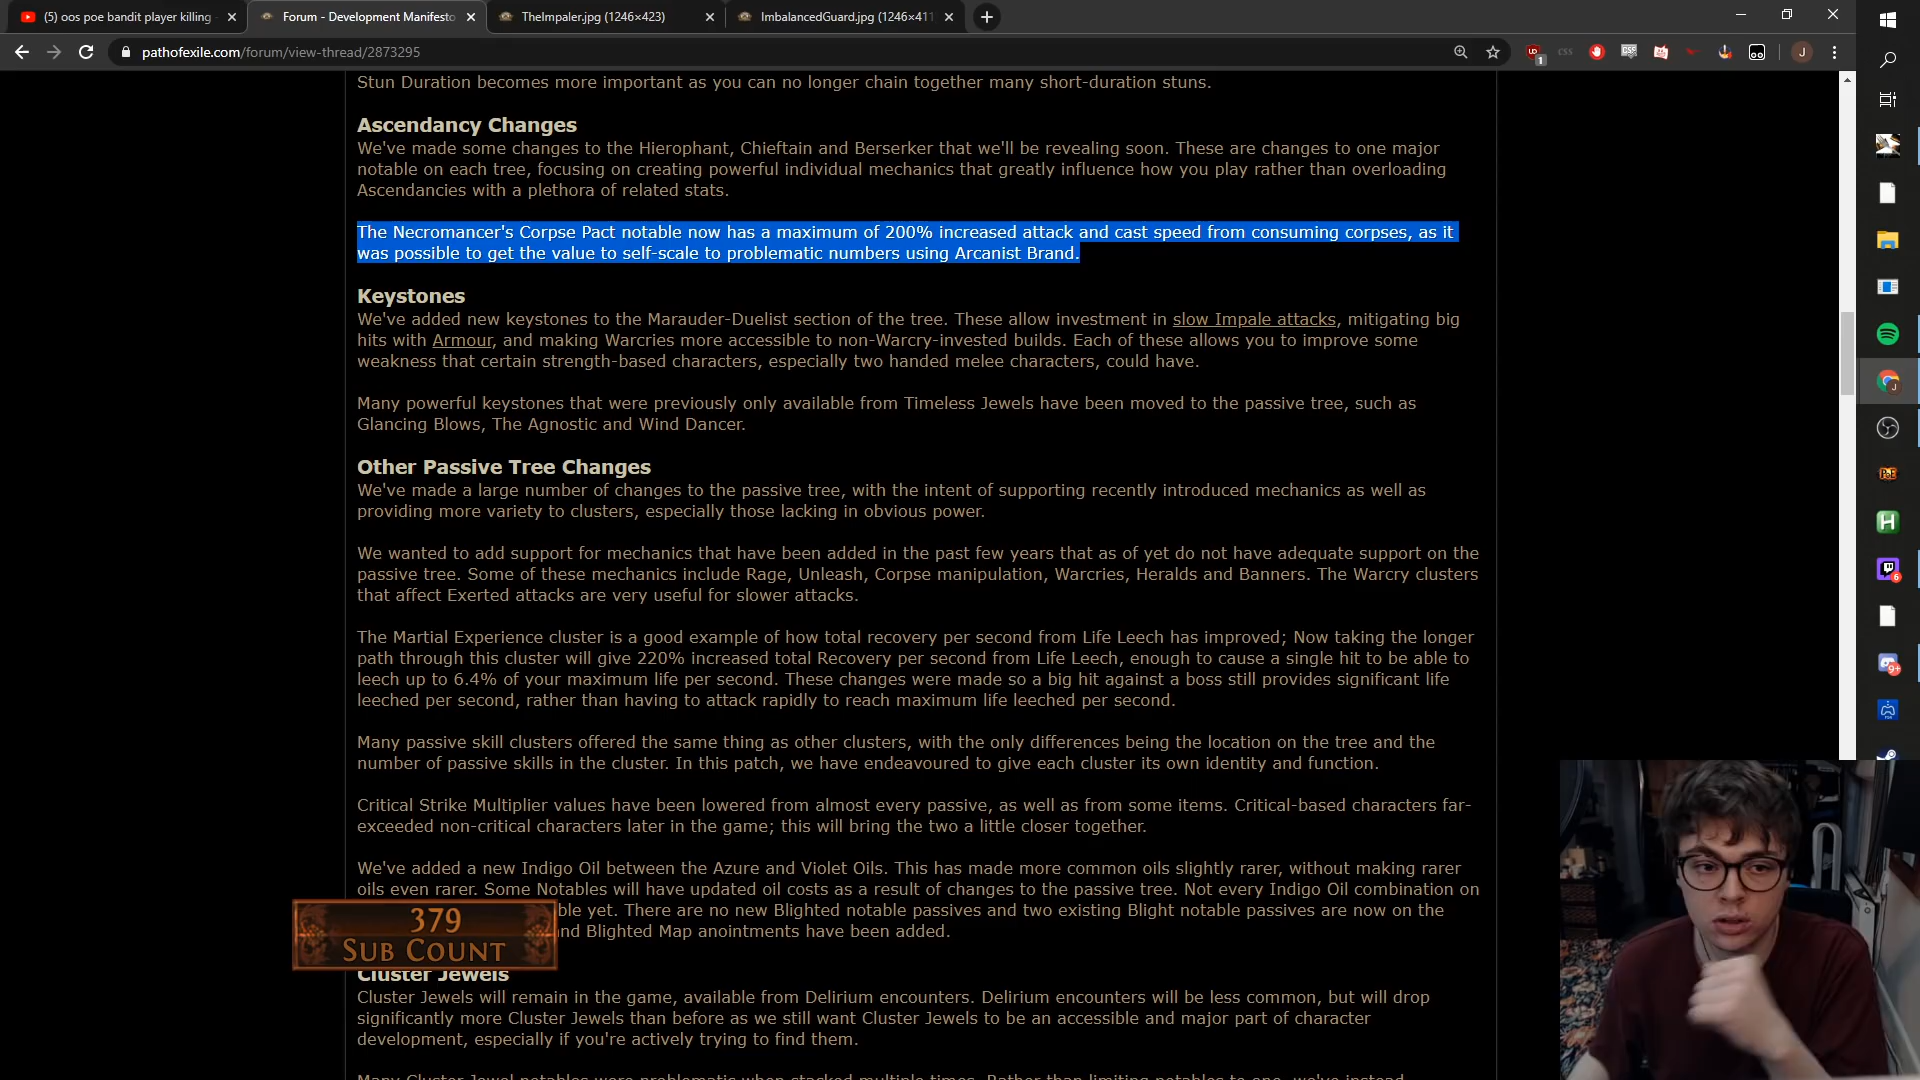 (5) oos poe bandit player killing
Forum - Development Manifesto
TheImpaler.jpg (1246×423)
ImbalancedGuard.jpg (1246×411
pathofexile.com/forum/view-thread/2873295
Stun Duration becomes more important as you can no longer chain together many short-duration stuns.
Ascendancy Changes
We've made some changes to the Hierophant, Chieftain and Berserker that we'll be revealing soon. These are changes to one major
notable on each tree, focusing on creating powerful individual mechanics that greatly influence how you play rather than overloading
Ascendancies with a plethora of related stats.
The Necromancer's Corpse Pact notable now has a maximum of 200% increased attack and cast speed from consuming corpses, as it
was possible to get the value to self-scale to problematic numbers using Arcanist Brand.
Keystones
We've added new keystones to the Marauder-Duelist section of the tree. These allow investment in slow Impale attacks, mitigating big
hits with Armour, and making Warcries more accessible to non-Warcry-invested builds. Each of these allows you to improve some
weakness that certain strength-based characters, especially two handed melee characters, could have.
Many powerful keystones that were previously only available from Timeless Jewels have been moved to the passive tree, such as
Glancing Blows, The Agnostic and Wind Dancer.
Other Passive Tree Changes
We've made a large number of changes to the passive tree, with the intent of supporting recently introduced mechanics as well as
providing more variety to clusters, especially those lacking in obvious power.
We wanted to add support for mechanics that have been added in the past few years that as of yet do not have adequate support on the
passive tree. Some of these mechanics include Rage, Unleash, Corpse manipulation, Warcries, Heralds and Banners. The Warcry clusters
that affect Exerted attacks are very useful for slower attacks.
The Martial Experience cluster is a good example of how total recovery per second from Life Leech has improved; Now taking the longer
path through this cluster will give 220% increased total Recovery per second from Life Leech, enough to cause a single hit to be able to
leech up to 6.4% of your maximum life per second. These changes were made so a big hit against a boss still provides significant life
leeched per second, rather than having to attack rapidly to reach maximum life leeched per second.
Many passive skill clusters offered the same thing as other clusters, with the only differences being the location on the tree and the
number of passive skills in the cluster. In this patch, we have endeavoured to give each cluster its own identity and function.
Critical Strike Multiplier values have been lowered from almost every passive, as well as from some items. Critical-based characters far-
exceeded non-critical characters later in the game; this will bring the two a little closer together.
We've added a new Indigo Oil between the Azure and Violet Oils. This has made more common oils slightly rarer, without making rarer
oils even rarer. Some Notables will have updated oil costs as a result of changes to the passive tree. Not every Indigo Oil combination on
ble yet. There are no new Blighted notable passives and two existing Blight notable passives are now on the
nd Blighted Map anointments have been added.
379
SUB COUNT
Cluster Jewels
Cluster Jewels will remain in the game, available from Delirium encounters. Delirium encounters will be less common, but will drop
significantly more Cluster Jewels than before as we still want Cluster Jewels to be an accessible and major part of character
development, especially if you're actively trying to find them.
Many Cluster Jewel notables were problematic when stacked multiple times. Rather than limiting notables to one, we've instead